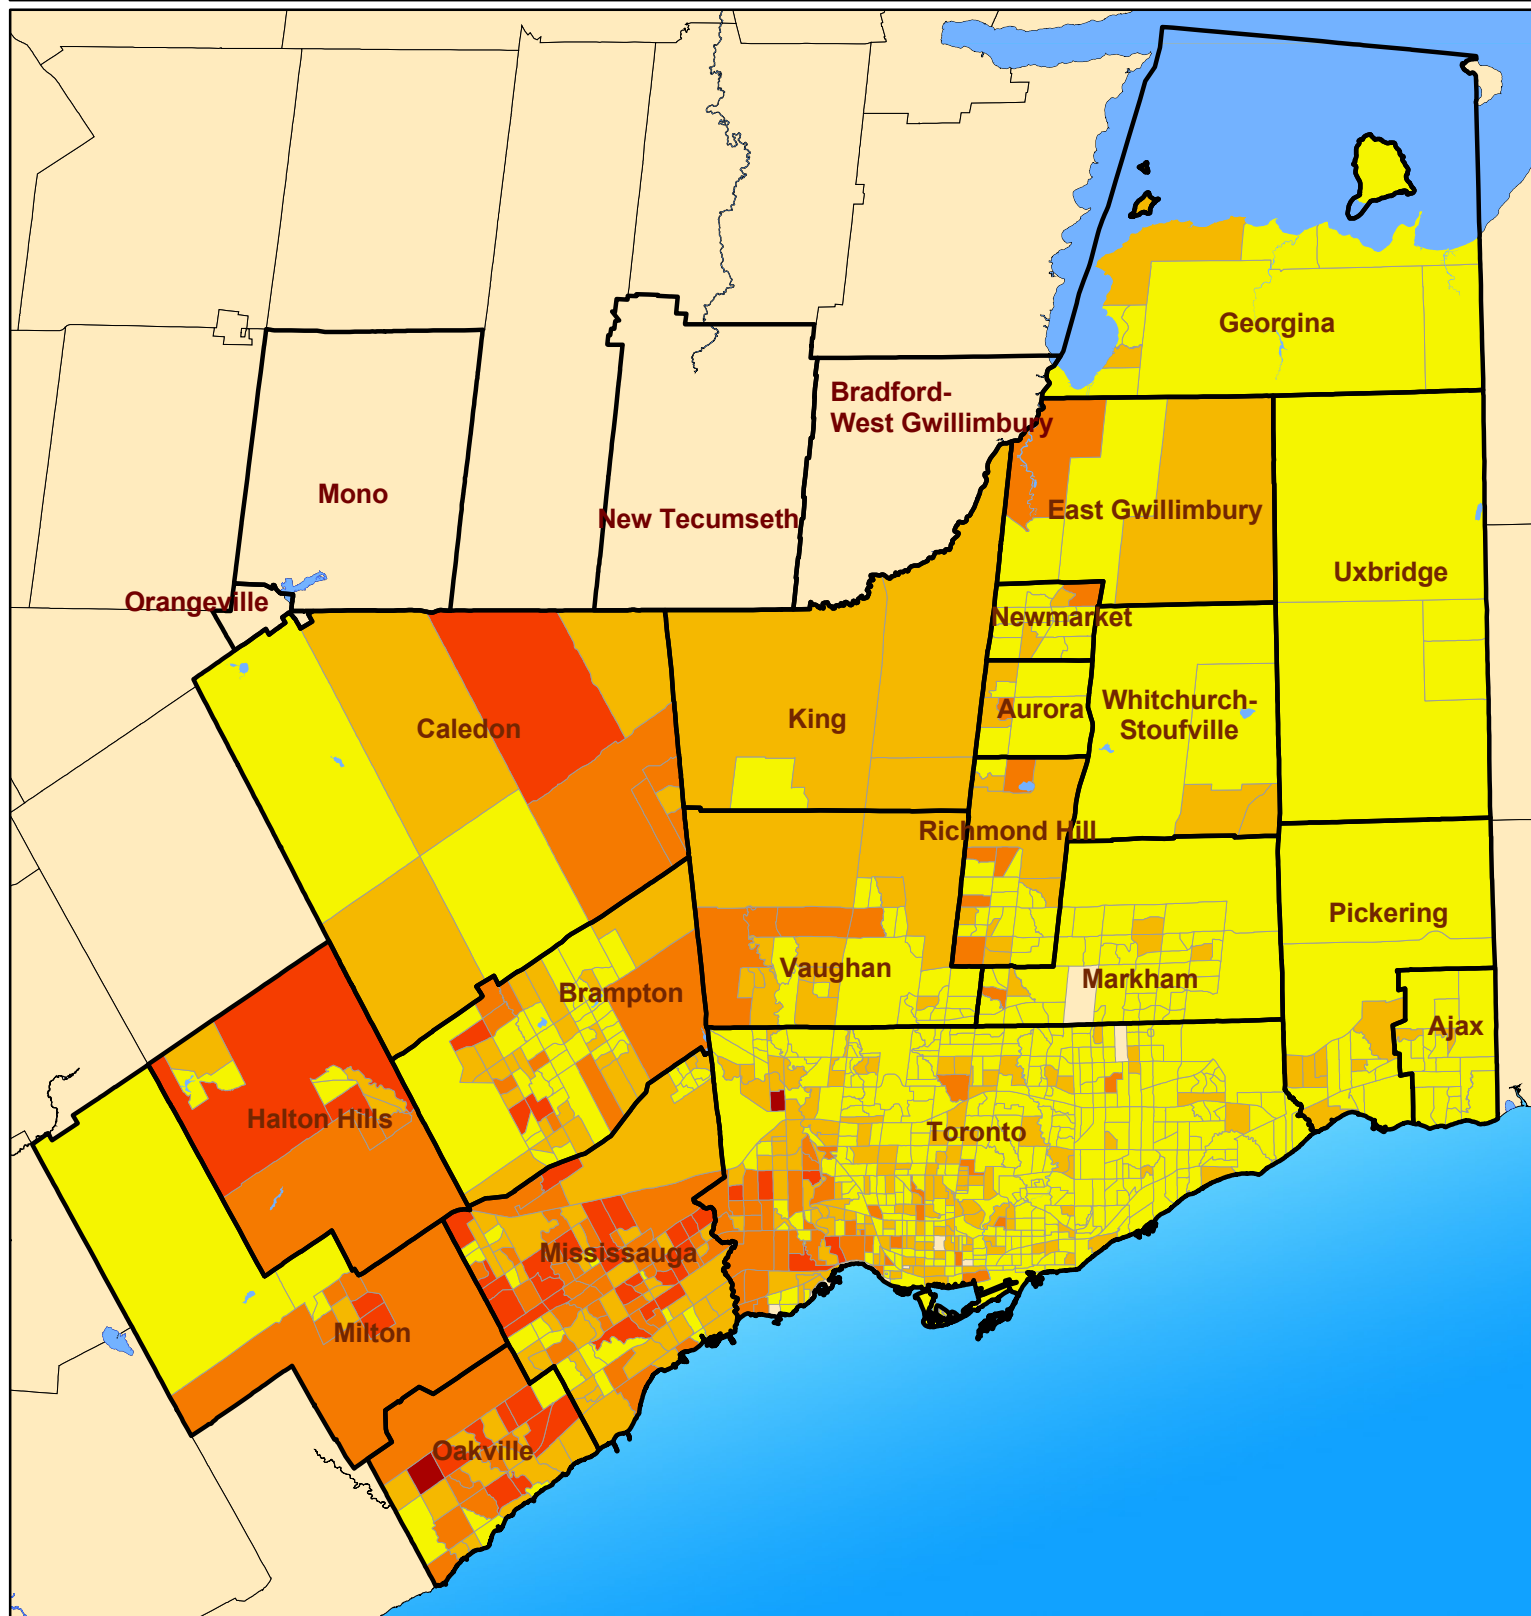 Georgina
Bradford-
West Gwillimbury
Mono
New Tecumseth
East Gwillimbury
Uxbridge
Orangeville
Newmarket
Caledon
King
Aurora
Whitchurch-
Stoufville
Richmond Hill
Pickering
Vaughan
Markham
Brampton
Ajax
Halton Hills
Toronto
Mississauga
Milton
Oakville